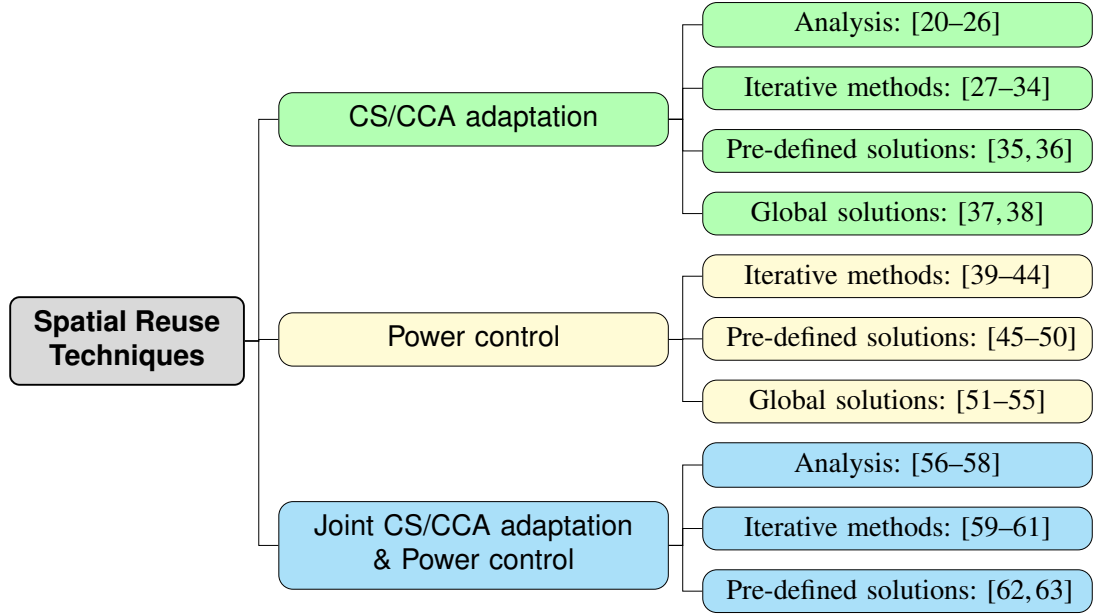 Spatial Reuse
Techniques
CS/CCA adaptation
Analysis: [20–26]
Iterative methods: [27–34]
Pre-defined solutions: [35, 36]
Global solutions: [37, 38]
Power control
Iterative methods: [39–44]
Pre-defined solutions: [45–50]
Global solutions: [51–55]
Joint CS/CCA adaptation
& Power control
Analysis: [56–58]
Iterative methods: [59–61]
Pre-defined solutions: [62, 63]